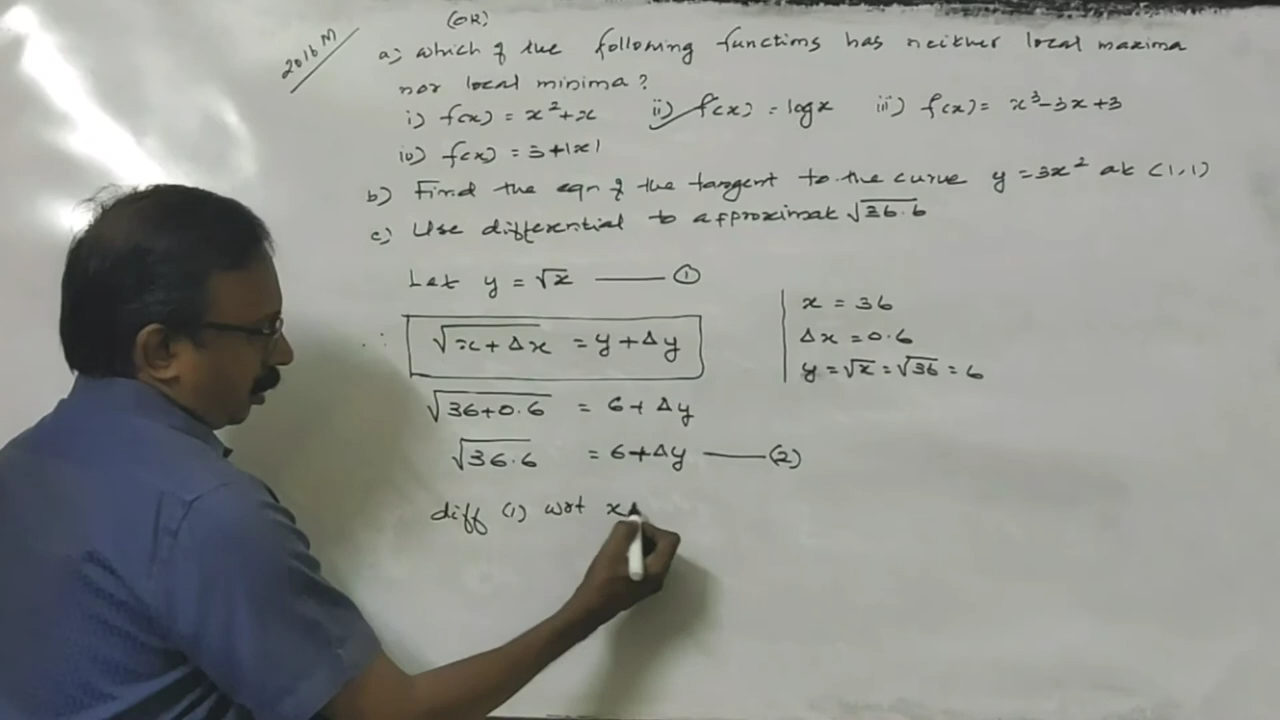 (OR)
2016 M
a) which of the following functions has neither local maxima
nor local minima?
i) f(x) = x²+x ii) f(x) = log x iii) f(x) = x³-3x+3
iv) f(x) = 3+|x|
b) Find the eqn of the tangent to the curve y = 3x² at (1,1)
c) Use differential to approximate √36.6
Let y = √x —— ①
∴ √x+Δx = y+Δy
√36+0.6 = 6+Δy
√36.6 = 6+Δy —— (2)
diff (1) wrt x
x = 36
Δx = 0.6
y = √x = √36 = 6